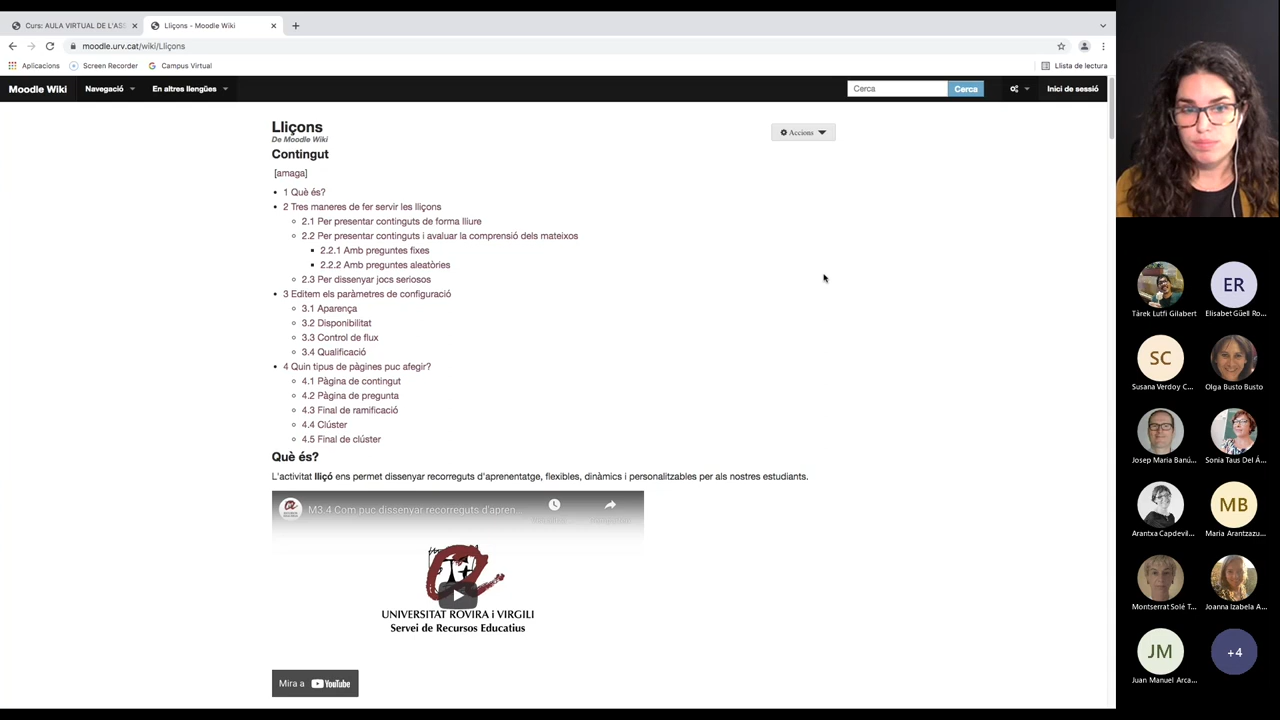 Curs: AULA VIRTUAL DE L'ASE
Lliçons - Moodle Wiki
moodle.urv.cat/wiki/Lliçons
Aplicacions
Screen Recorder
Campus Virtual
Llista de lectura
Moodle Wiki
Navegació
En altres llengües
Cerca
Cerca
Inici de sessió
Lliçons
De Moodle Wiki
Accions
Contingut
[amaga]
1 Què és?
2 Tres maneres de fer servir les lliçons
2.1 Per presentar continguts de forma lliure
2.2 Per presentar continguts i avaluar la comprensió dels mateixos
2.2.1 Amb preguntes fixes
2.2.2 Amb preguntes aleatòries
2.3 Per dissenyar jocs seriosos
3 Editem els paràmetres de configuració
3.1 Aparença
3.2 Disponibilitat
3.3 Control de flux
3.4 Qualificació
4 Quin tipus de pàgines puc afegir?
4.1 Pàgina de contingut
4.2 Pàgina de pregunta
4.3 Final de ramificació
4.4 Clúster
4.5 Final de clúster
Què és?
L'activitat lliçó ens permet dissenyar recorreguts d'aprenentatge, flexibles, dinàmics i personalitzables per als nostres estudiants.
M3.4 Com puc dissenyar recorreguts d'apren...
UNIVERSITAT ROVIRA i VIRGILI
Servei de Recursos Educatius
Mira a YouTube
Tàrek Lutfi Gilabert
ER
Elisabet Güell Ro...
SC
Susana Verdoy C...
Olga Busto Busto
Josep Maria Banú...
Sonia Taus Del Á...
Arantxa Capdevil...
MB
Maria Arantzazu...
Montserrat Solé T...
Joanna Izabela A...
JM
Juan Manuel Arca...
+4